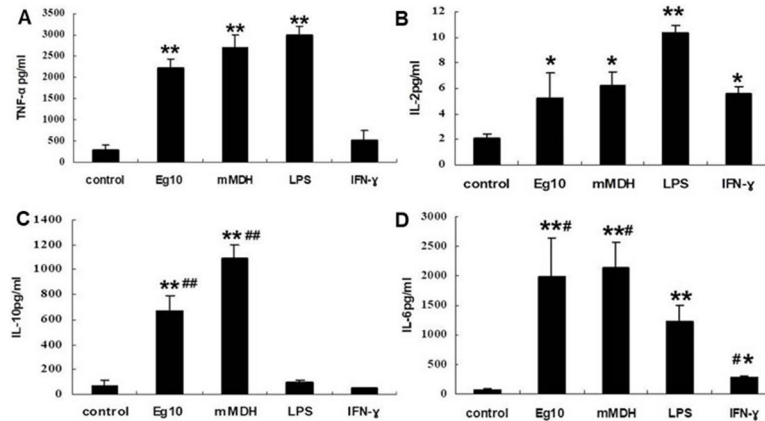 A
TNF-α pg/ml
3500
3000
2500
2000
1500
1000
500
0
** ** **
control Eg10 mMDH LPS IFN-ɣ
B
IL-2pg/ml
12
10
8
6
4
2
0
* * ** *
control Eg10 mMDH LPS IFN-ɣ
C
IL-10pg/ml
1400
1200
1000
800
600
400
200
0
**## **##
control Eg10 mMDH LPS IFN-ɣ
D
IL-6pg/ml
3000
2500
2000
1500
1000
500
0
**# **# ** #*
control Eg10 mMDH LPS IFN-ɣ